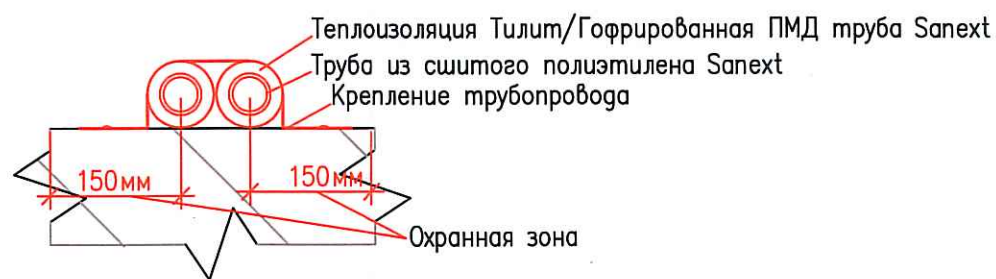 Теплоизоляция Тилит/Гофрированная ПМД труба Sanext
Труба из сшитого полиэтилена Sanext
Крепление трубопровода
150мм 150мм
Охранная зона